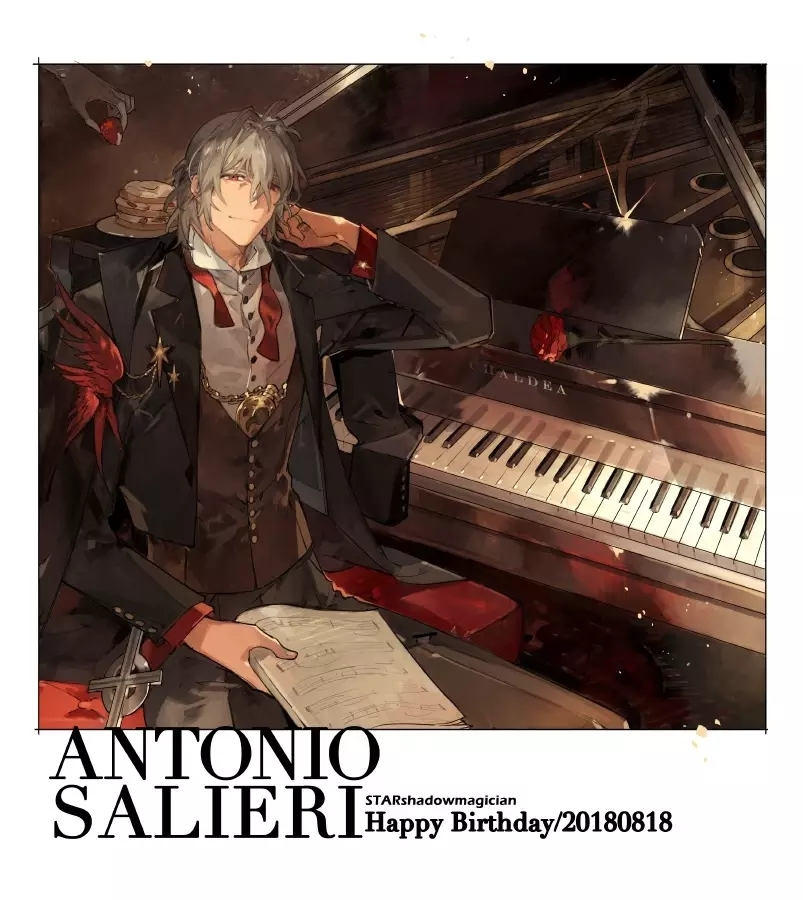 CHALDEA
ANTONIO
SALIERI
STARshadowmagician
Happy Birthday/20180818